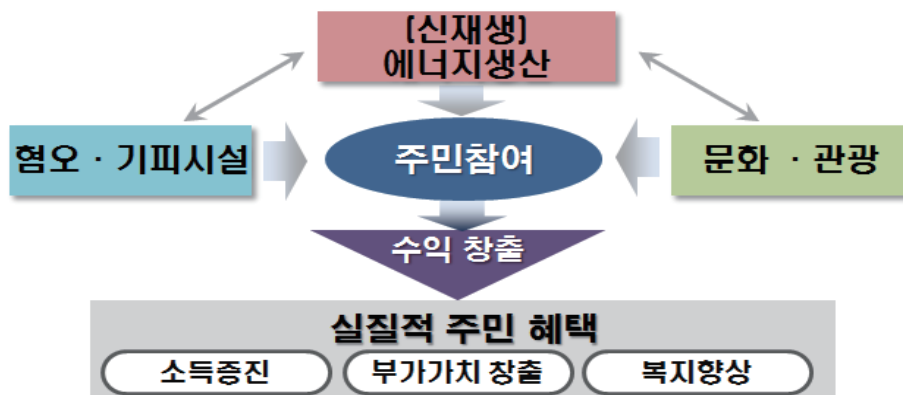 (신재생)
에너지생산
혐오 · 기피시설
주민참여
문화 · 관광
수익 창출
실질적 주민 혜택
소득증진
부가가치 창출
복지향상